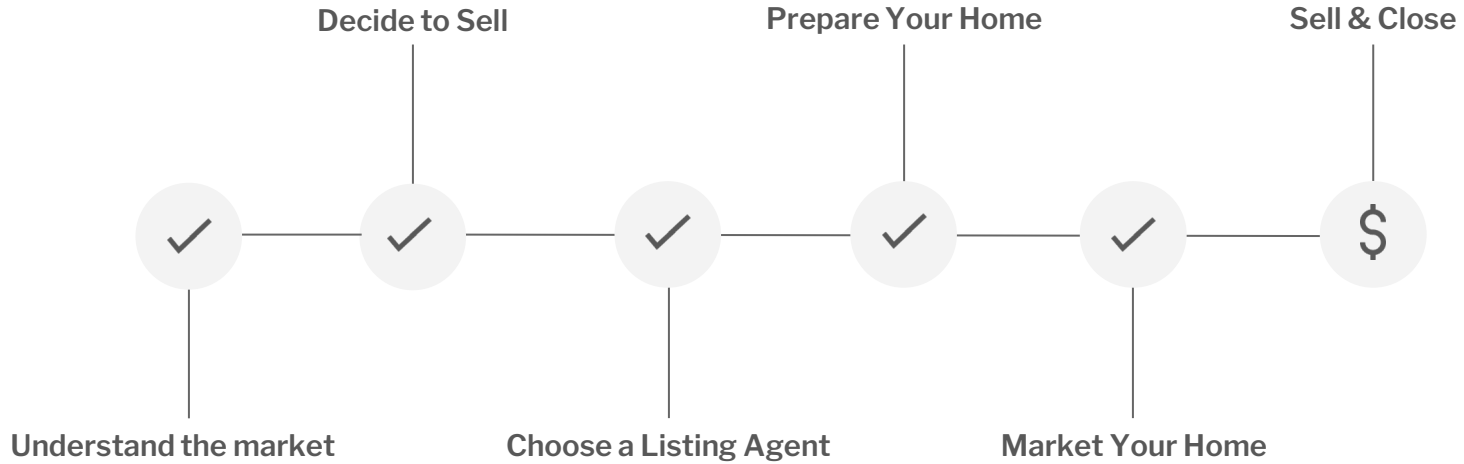 Decide to Sell
Prepare Your Home
Sell & Close
$
Understand the market
Choose a Listing Agent
Market Your Home